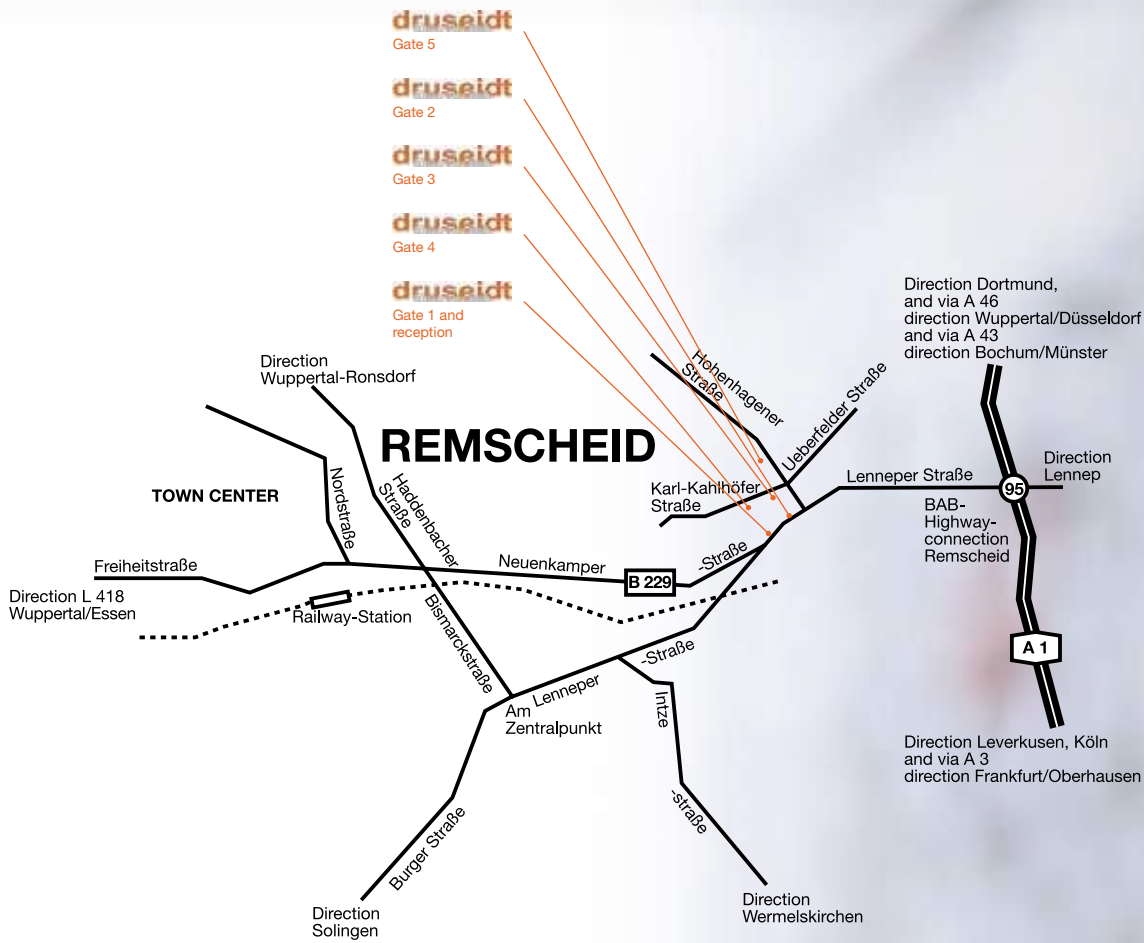 druseidt
Gate 5
druseidt
Gate 2
druseidt
Gate 3
druseidt
Gate 4
druseidt
Gate 1 and
reception
Direction Dortmund,
and via A 46
direction Wuppertal/Düsseldorf
and via A 43
direction Bochum/Münster
Direction
Wuppertal-Ronsdorf
Hohenhagener
Straße
Ueberfelder Straße
REMSCHEID
TOWN CENTER
Nordstraße
Haddenbacher
Straße
Karl-Kahlhöfer
Straße
Lenneper Straße
Direction
Lennep
95
BAB-
Highway-
connection
Remscheid
Freiheitstraße
Neuenkamper
B 229
-Straße
Direction L 418
Wuppertal/Essen
Railway-Station
Bismarckstraße
A 1
Lenneper
-Straße
Am
Zentralpunkt
Intze
-straße
Direction Leverkusen, Köln
and via A 3
direction Frankfurt/Oberhausen
Burger Straße
Direction
Solingen
Direction
Wermelskirchen